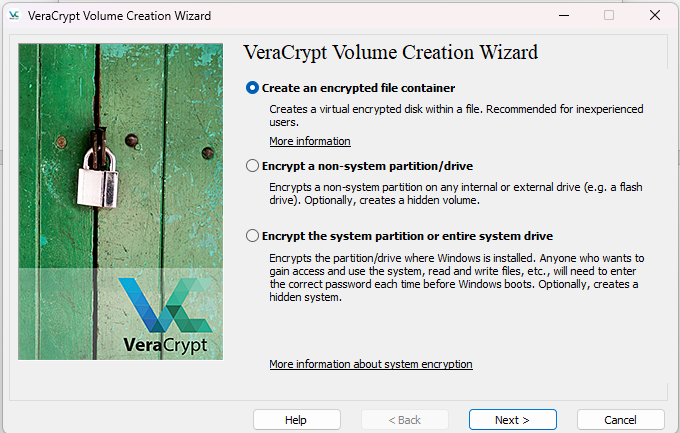 VeraCrypt Volume Creation Wizard
VeraCrypt Volume Creation Wizard
Create an encrypted file container
Creates a virtual encrypted disk within a file. Recommended for inexperienced
users.
More information
Encrypt a non-system partition/drive
Encrypts a non-system partition on any internal or external drive (e.g. a flash
drive). Optionally, creates a hidden volume.
Encrypt the system partition or entire system drive
Encrypts the partition/drive where Windows is installed. Anyone who wants to
gain access and use the system, read and write files, etc., will need to enter
the correct password each time before Windows boots. Optionally, creates a
hidden system.
VeraCrypt
More information about system encryption
Help
< Back
Next >
Cancel